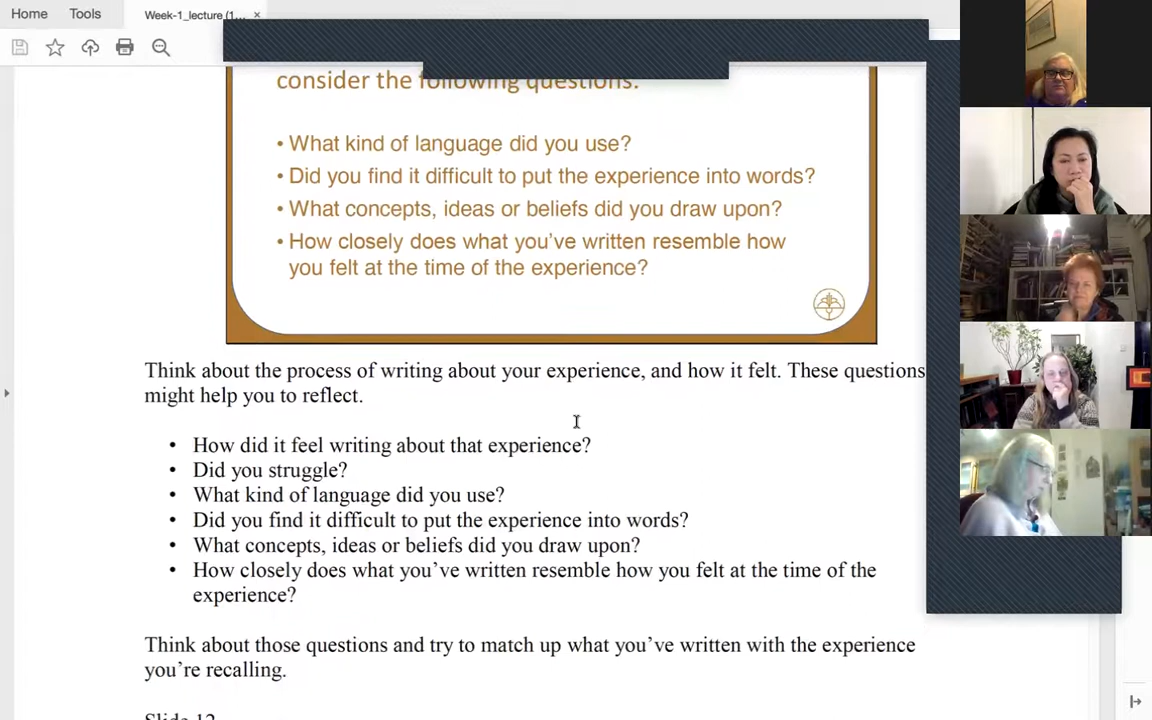 Home
Tools
Week-1_lecture (1...
consider the following questions.
• What kind of language did you use?
• Did you find it difficult to put the experience into words?
• What concepts, ideas or beliefs did you draw upon?
• How closely does what you've written resemble how
you felt at the time of the experience?
Think about the process of writing about your experience, and how it felt. These questions
might help you to reflect.
• How did it feel writing about that experience?
• Did you struggle?
• What kind of language did you use?
• Did you find it difficult to put the experience into words?
• What concepts, ideas or beliefs did you draw upon?
• How closely does what you've written resemble how you felt at the time of the
experience?
Think about those questions and try to match up what you've written with the experience
you're recalling.
Slide 12